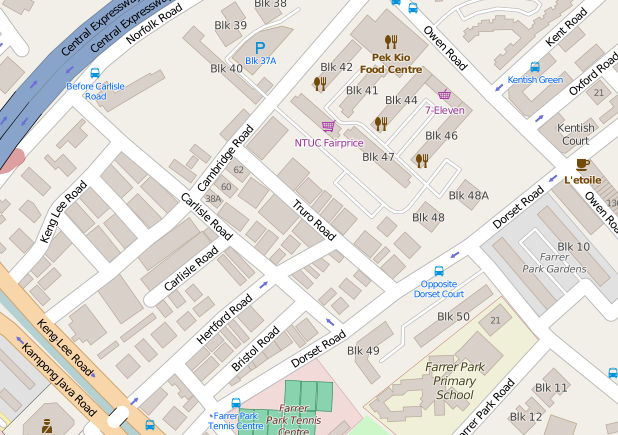 Blk 38
Central Expressway
Central Expressway
Norfolk Road
Blk 39
Blk 37A
Blk 40
Owen Road
Kent Road
Pek Kio
Food Centre
Blk 42
Blk 41
Blk 44
7-Eleven
Kentish Green
Oxford Road
21
Before Carlisle
Road
NTUC Fairprice
Blk 46
Blk 47
Kentish
Court
L'etoile
Cambridge Road
62
60
38A
Keng Lee Road
Carlisle Road
Truro Road
Blk 48A
Blk 48
Dorset Road
Owen Road
Blk 10
Farrer
Park Gardens
Carlisle Road
Opposite
Dorset Court
Hertford Road
Bristol Road
Dorset Road
Blk 50
21
Blk 49
Keng Lee Road
Kampong Java Road
Farrer Park
Primary
School
Farrer Park Road
Blk 11
Blk 12
Farrer Park
Tennis Centre
Farrer
Park Tennis
Centre